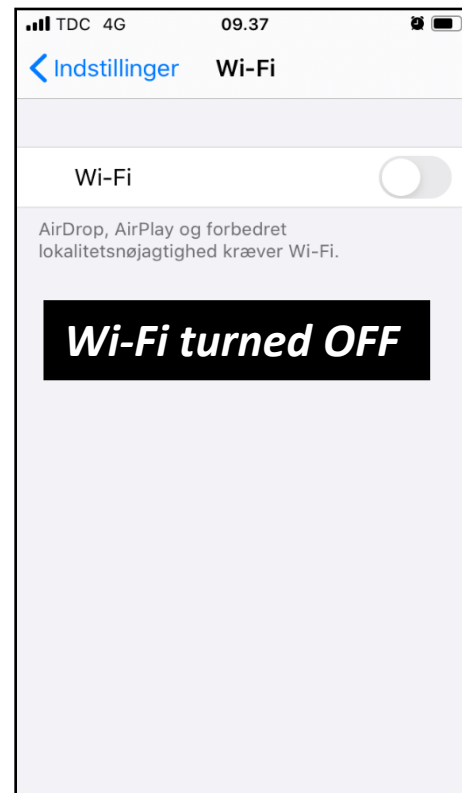 TDC 4G 09.37
Indstillinger Wi-Fi
Wi-Fi
AirDrop, AirPlay og forbedret
lokalitetsnøjagtighed kræver Wi-Fi.
Wi-Fi turned OFF